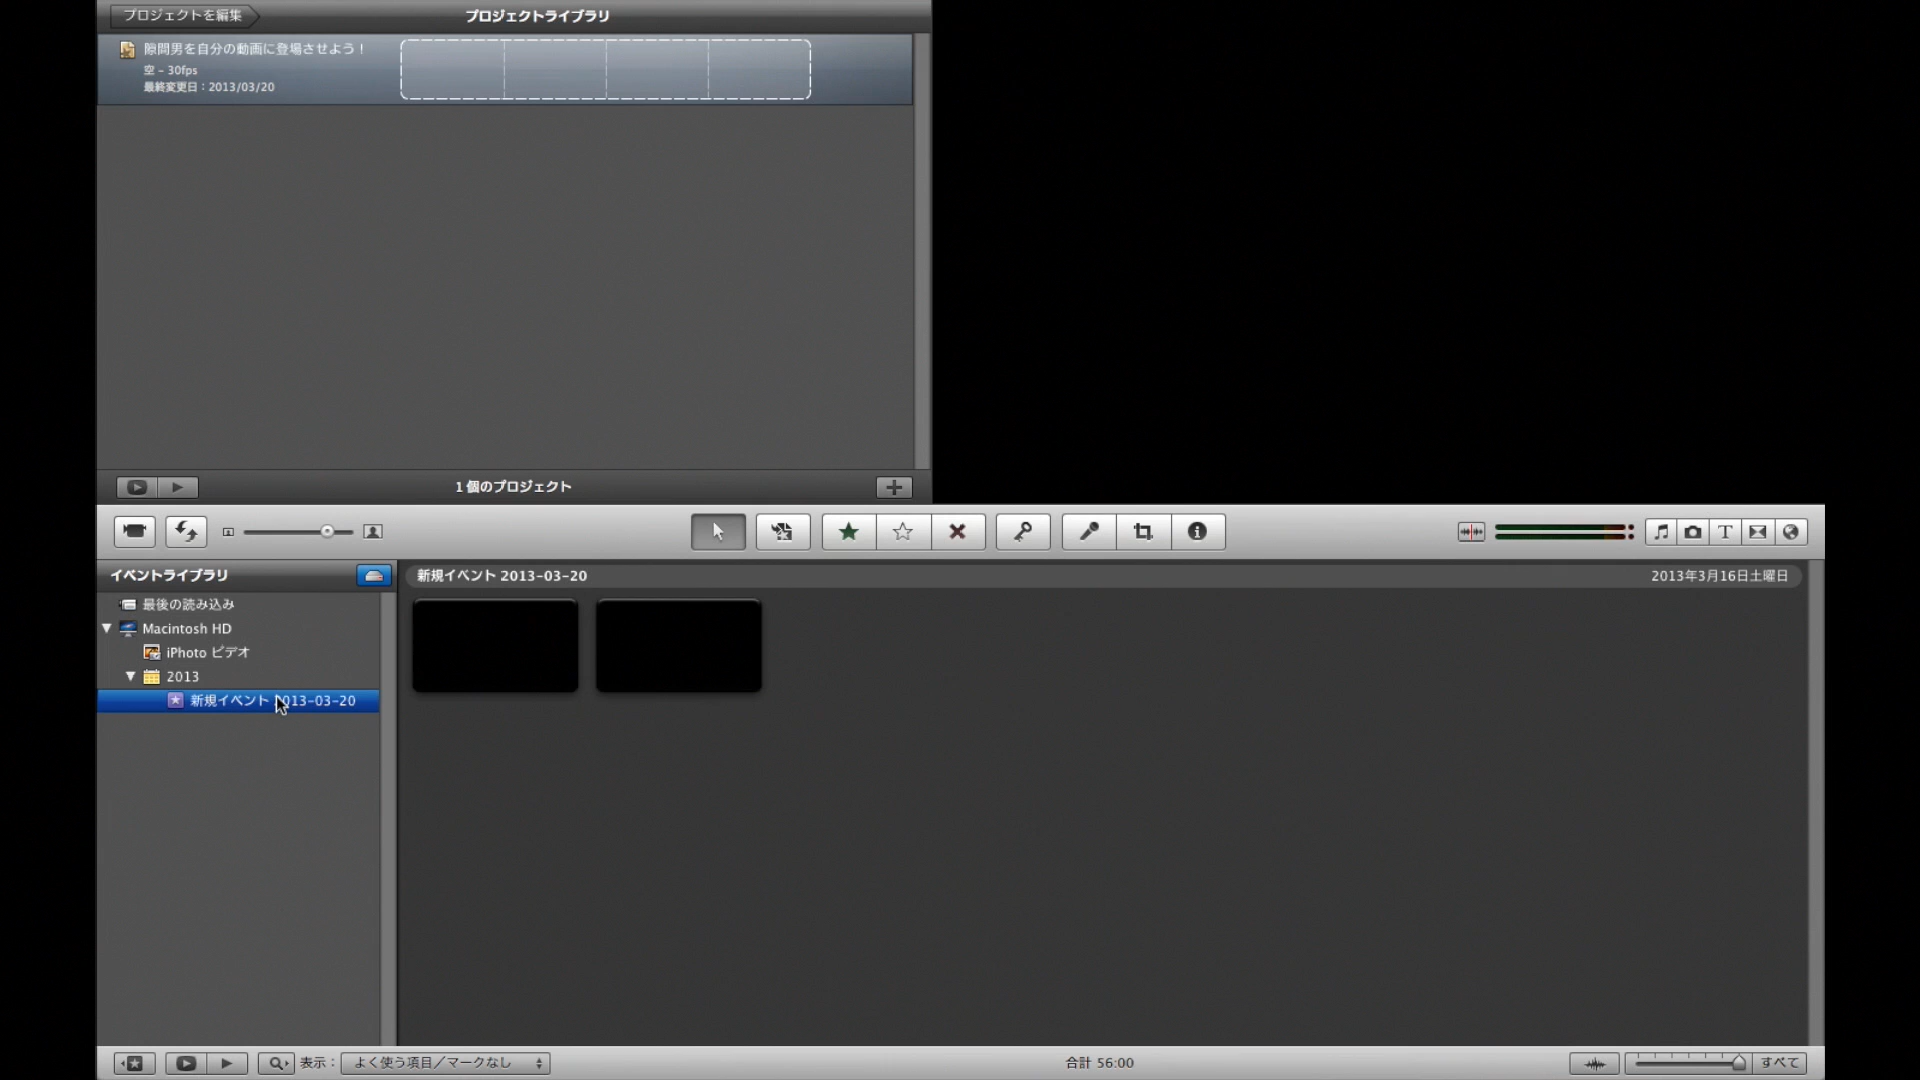 プロジェクトを編集
プロジェクトライブラリ
隙間男を自分の動画に登場させよう！
空 – 30fps
最終変更日：2013/03/20
1 個のプロジェクト
イベントライブラリ
新規イベント 2013-03-20
2013年3月16日土曜日
最後の読み込み
Macintosh HD
iPhoto ビデオ
2013
新規イベント 2013-03-20
表示：
よく使う項目／マークなし
合計 56:00
すべて